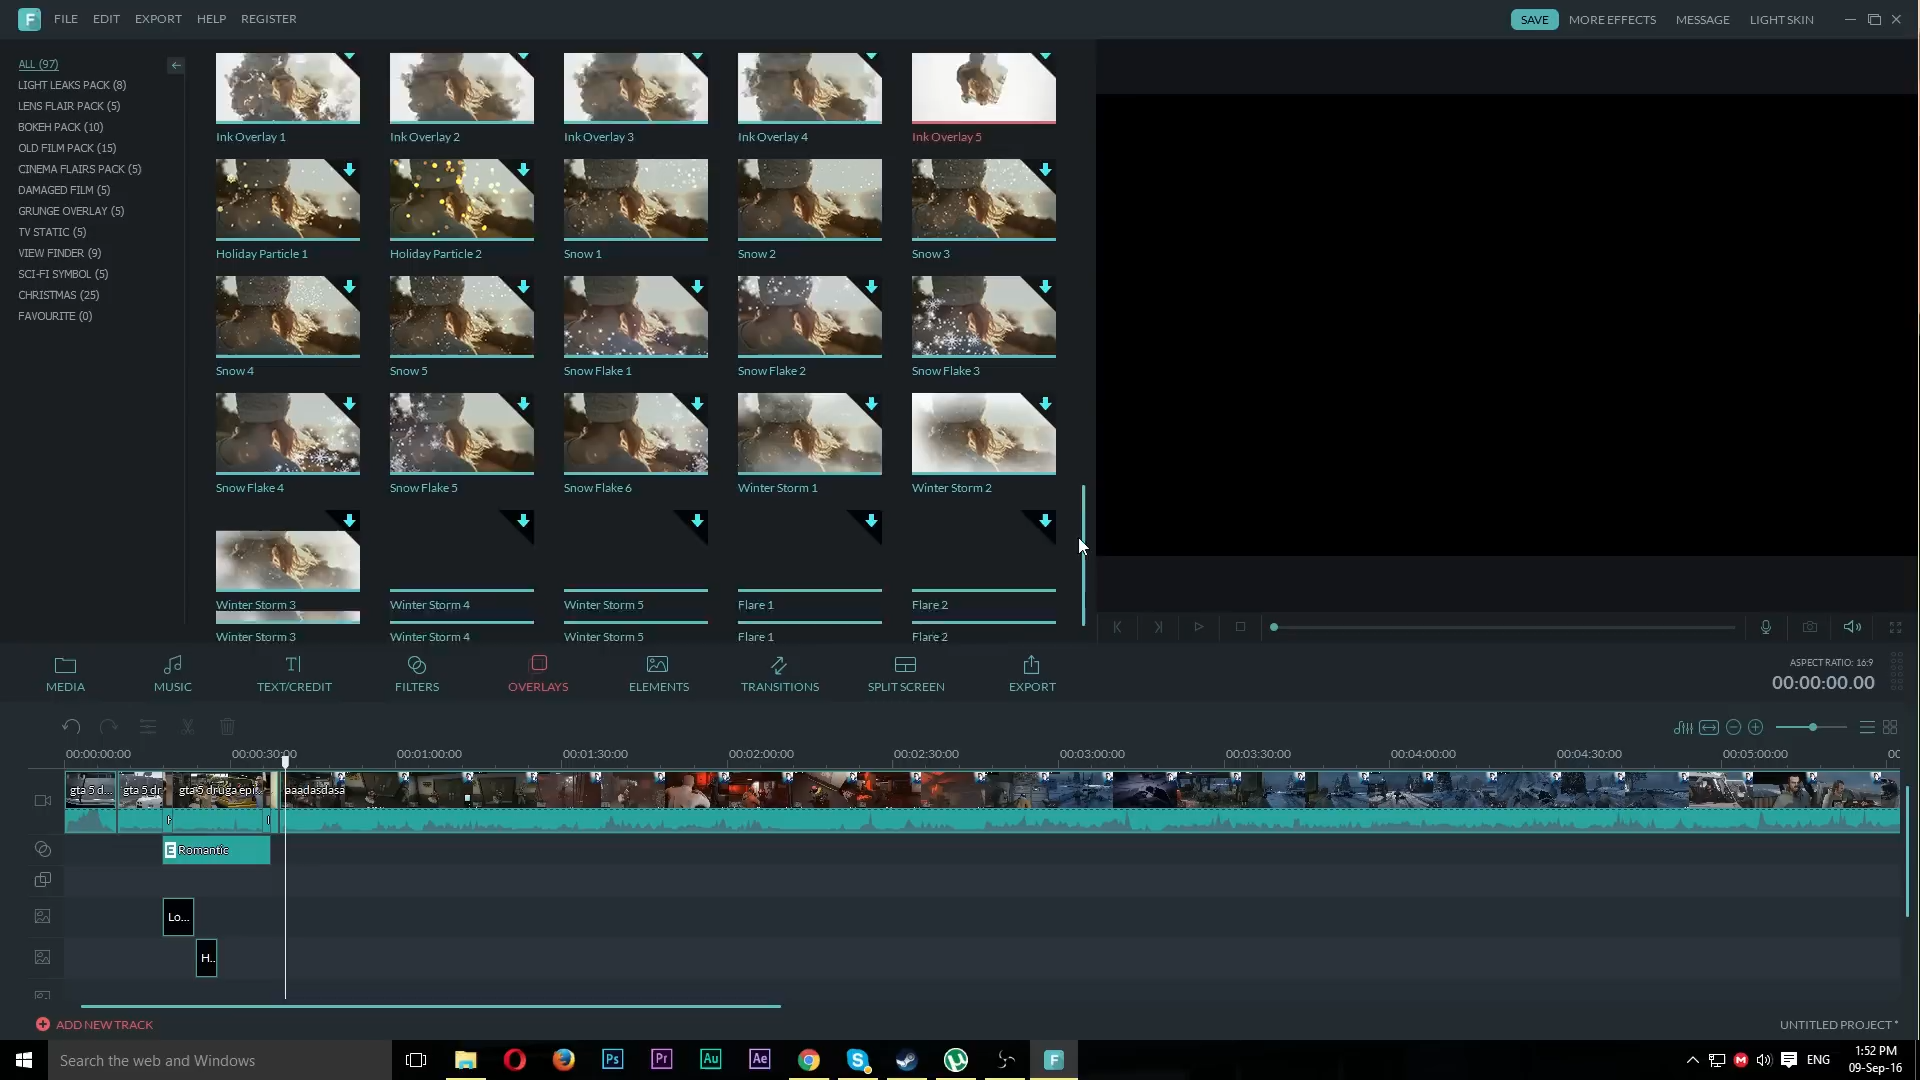 F FILE EDIT EXPORT HELP REGISTER SAVE MORE EFFECTS MESSAGE LIGHT SKIN
ALL (97)
LIGHT LEAKS PACK (8)
LENS FLAIR PACK (5)
BOKEH PACK (10)
OLD FILM PACK (15)
CINEMA FLAIRS PACK (5)
DAMAGED FILM (5)
GRUNGE OVERLAY (5)
TV STATIC (5)
VIEW FINDER (9)
SCI-FI SYMBOL (5)
CHRISTMAS (25)
FAVOURITE (0)
Ink Overlay 1 Ink Overlay 2 Ink Overlay 3 Ink Overlay 4 Ink Overlay 5
Holiday Particle 1 Holiday Particle 2 Snow 1 Snow 2 Snow 3
Snow 4 Snow 5 Snow Flake 1 Snow Flake 2 Snow Flake 3
Snow Flake 4 Snow Flake 5 Snow Flake 6 Winter Storm 1 Winter Storm 2
Winter Storm 3 Winter Storm 4 Winter Storm 5 Flare 1 Flare 2
Winter Storm 3 Winter Storm 4 Winter Storm 5 Flare 1 Flare 2
MEDIA MUSIC TEXT/CREDIT FILTERS OVERLAYS ELEMENTS TRANSITIONS SPLIT SCREEN EXPORT
ASPECT RATIO: 16:9
00:00:00.00
00:00:00:00 00:00:30:00 00:01:00:00 00:01:30:00 00:02:00:00 00:02:30:00 00:03:00:00 00:03:30:00 00:04:00:00 00:04:30:00 00:05:00:00 00
gta 5 d... gta 5 dr gta 5 druga epi... aaadasdasa
E Romantic
Lo...
H..
ADD NEW TRACK UNTITLED PROJECT *
Search the web and Windows Ps Pr Au Ae F ENG
1:52 PM
09-Sep-16